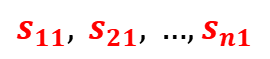 s₁₁, s₂₁, ..., sₙ₁